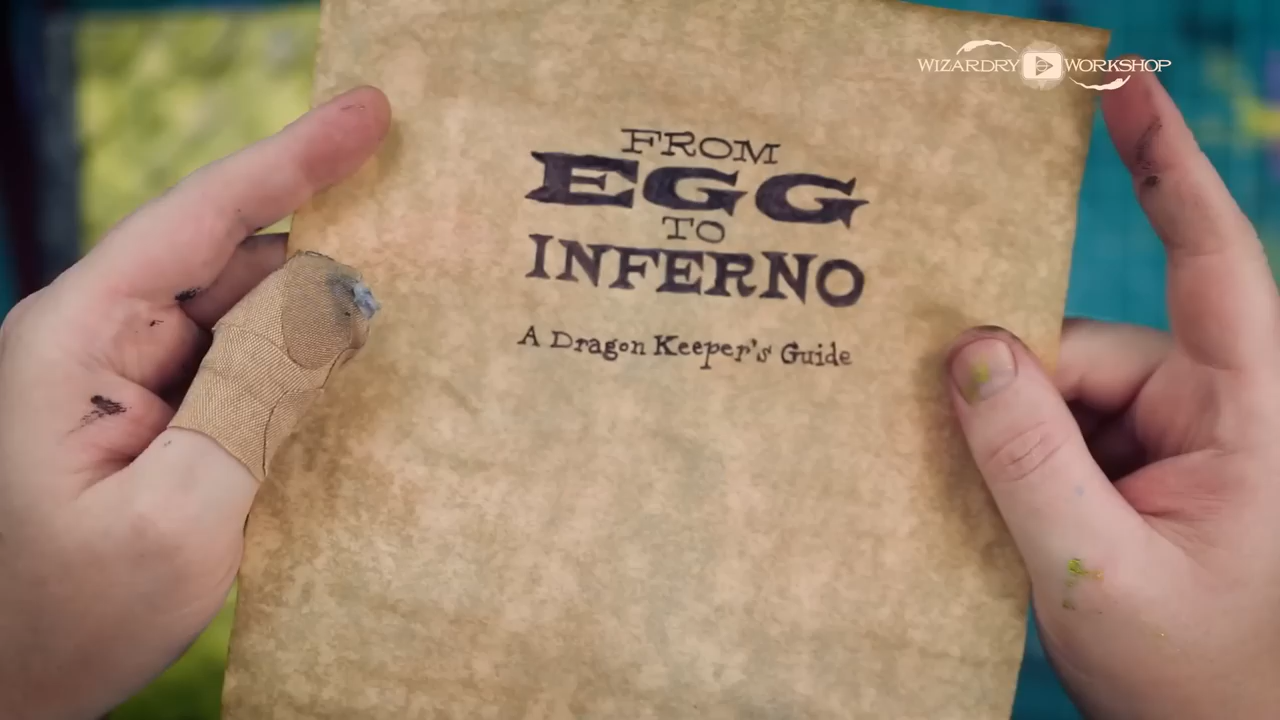 WIZARDRY WORKSHOP
FROM
EGG
TO
INFERNO
A Dragon Keeper's Guide